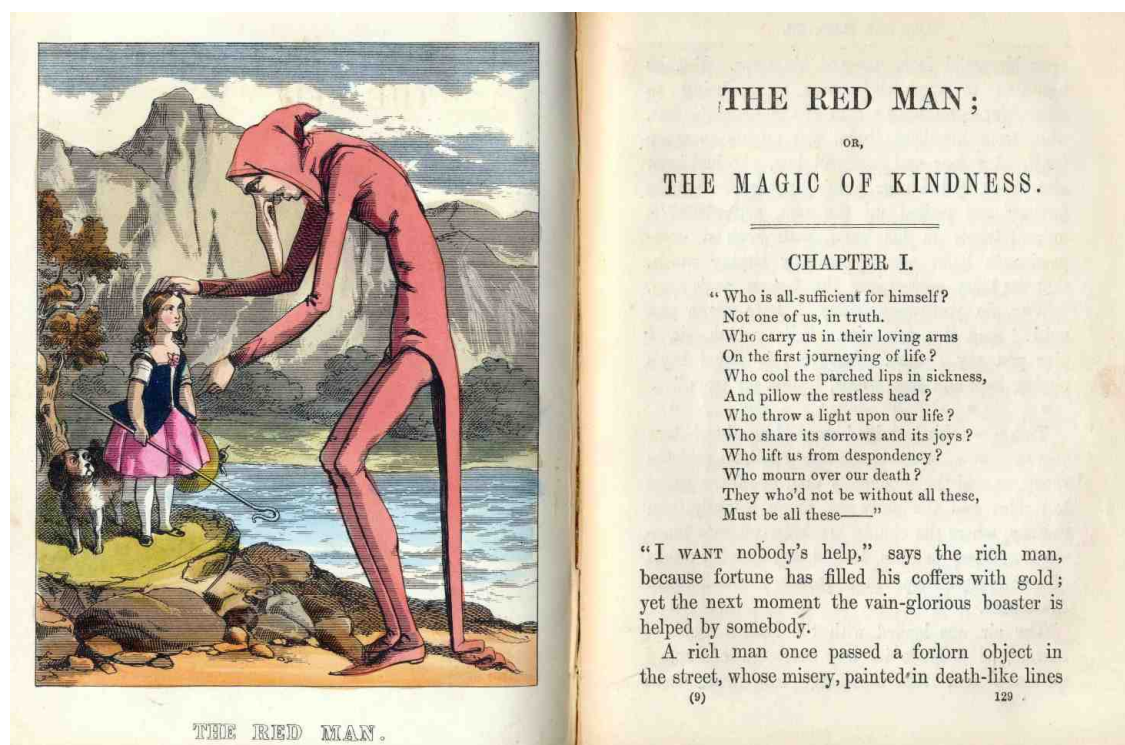 THE RED MAN.
THE RED MAN;
OR,
THE MAGIC OF KINDNESS.
CHAPTER I.
“ Who is all-sufficient for himself?
Not one of us, in truth.
Who carry us in their loving arms
On the first journeying of life ?
Who cool the parched lips in sickness,
And pillow the restless head ?
Who throw a light upon our life ?
Who share its sorrows and its joys ?
Who lift us from despondency ?
Who mourn over our death ?
They who’d not be without all these,
Must be all these——”
“I WANT nobody’s help,” says the rich man,
because fortune has filled his coffers with gold;
yet the next moment the vain-glorious boaster is
helped by somebody.
A rich man once passed a forlorn object in
the street, whose misery, painted in death-like lines
(9) 129